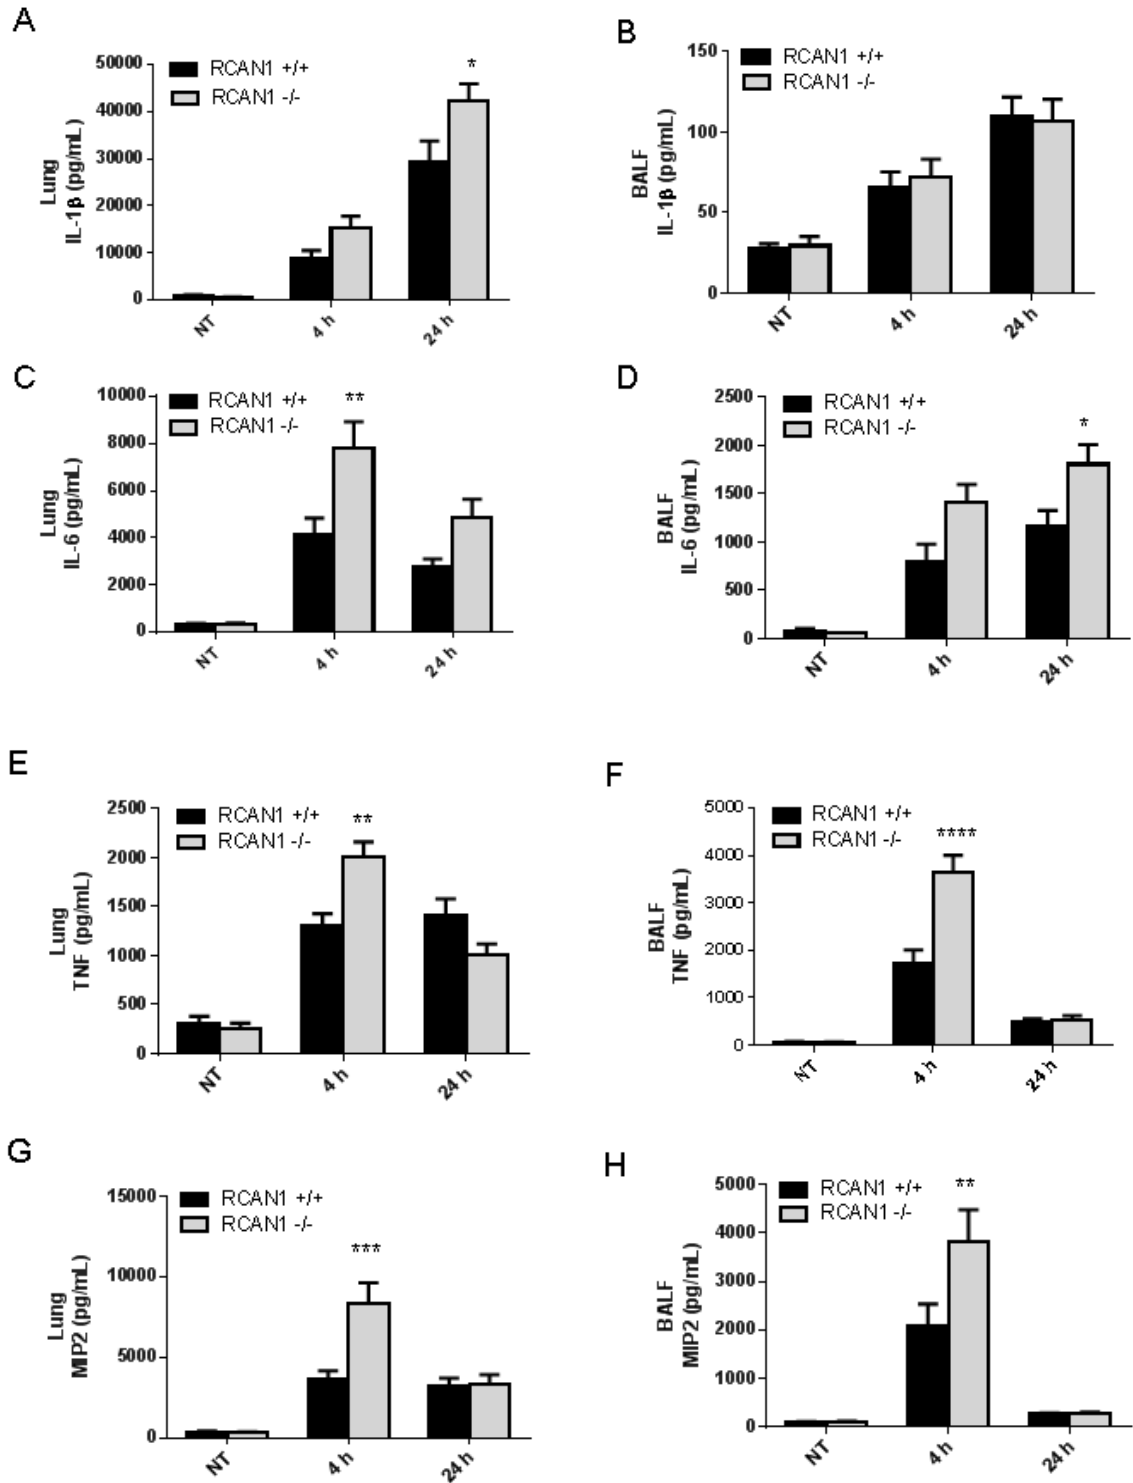 A
50000
40000
30000
20000
10000
0
Lung
IL-1β (pg/mL)
RCAN1 +/+
RCAN1 -/-
*
NT
4 h
24 h
B
150
100
50
0
BALF
IL-1β (pg/mL)
RCAN1 +/+
RCAN1 -/-
NT
4 h
24 h
C
10000
8000
6000
4000
2000
0
Lung
IL-6 (pg/mL)
RCAN1 +/+
RCAN1 -/-
**
NT
4 h
24 h
D
2500
2000
1500
1000
500
0
BALF
IL-6 (pg/mL)
RCAN1 +/+
RCAN1 -/-
*
NT
4 h
24 h
E
2500
2000
1500
1000
500
0
Lung
TNF (pg/mL)
RCAN1 +/+
RCAN1 -/-
**
NT
4 h
24 h
F
5000
4000
3000
2000
1000
0
BALF
TNF (pg/mL)
RCAN1 +/+
RCAN1 -/-
****
NT
4 h
24 h
G
15000
10000
5000
0
Lung
MIP2 (pg/mL)
RCAN1 +/+
RCAN1 -/-
***
NT
4 h
24 h
H
5000
4000
3000
2000
1000
0
BALF
MIP2 (pg/mL)
RCAN1 +/+
RCAN1 -/-
**
NT
4 h
24 h